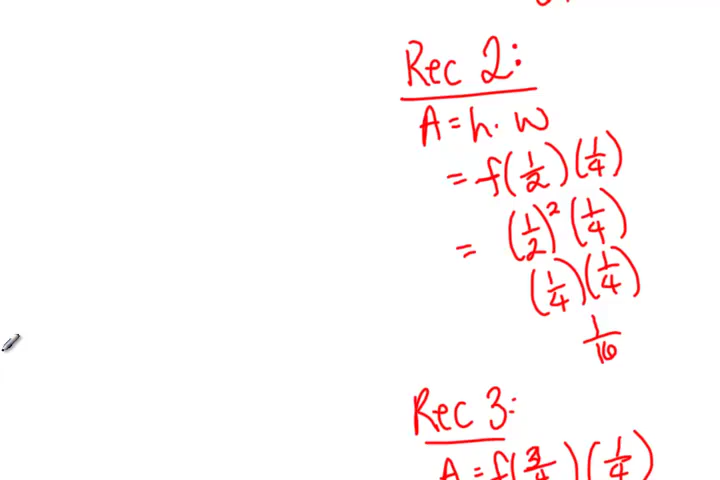 Rec 2:
A = h · w
= f(1/2)(1/4)
= (1/2)²(1/4)
(1/4)(1/4)
1/16
Rec 3:
A = f(3/4)(1/4)